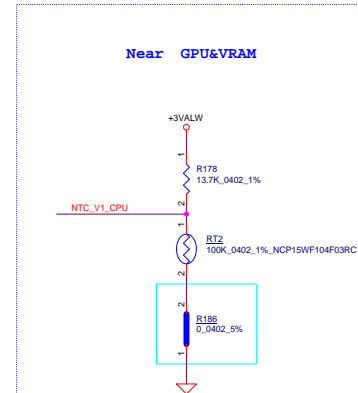 Near GPU&VRAM
+3VALW
1
R178
13.7K_0402_1%
2
NTC_V1_CPU
1
RT2
100K_0402_1%_NCP15WF104F03RC
2
2
R186
0_0402_5%
1